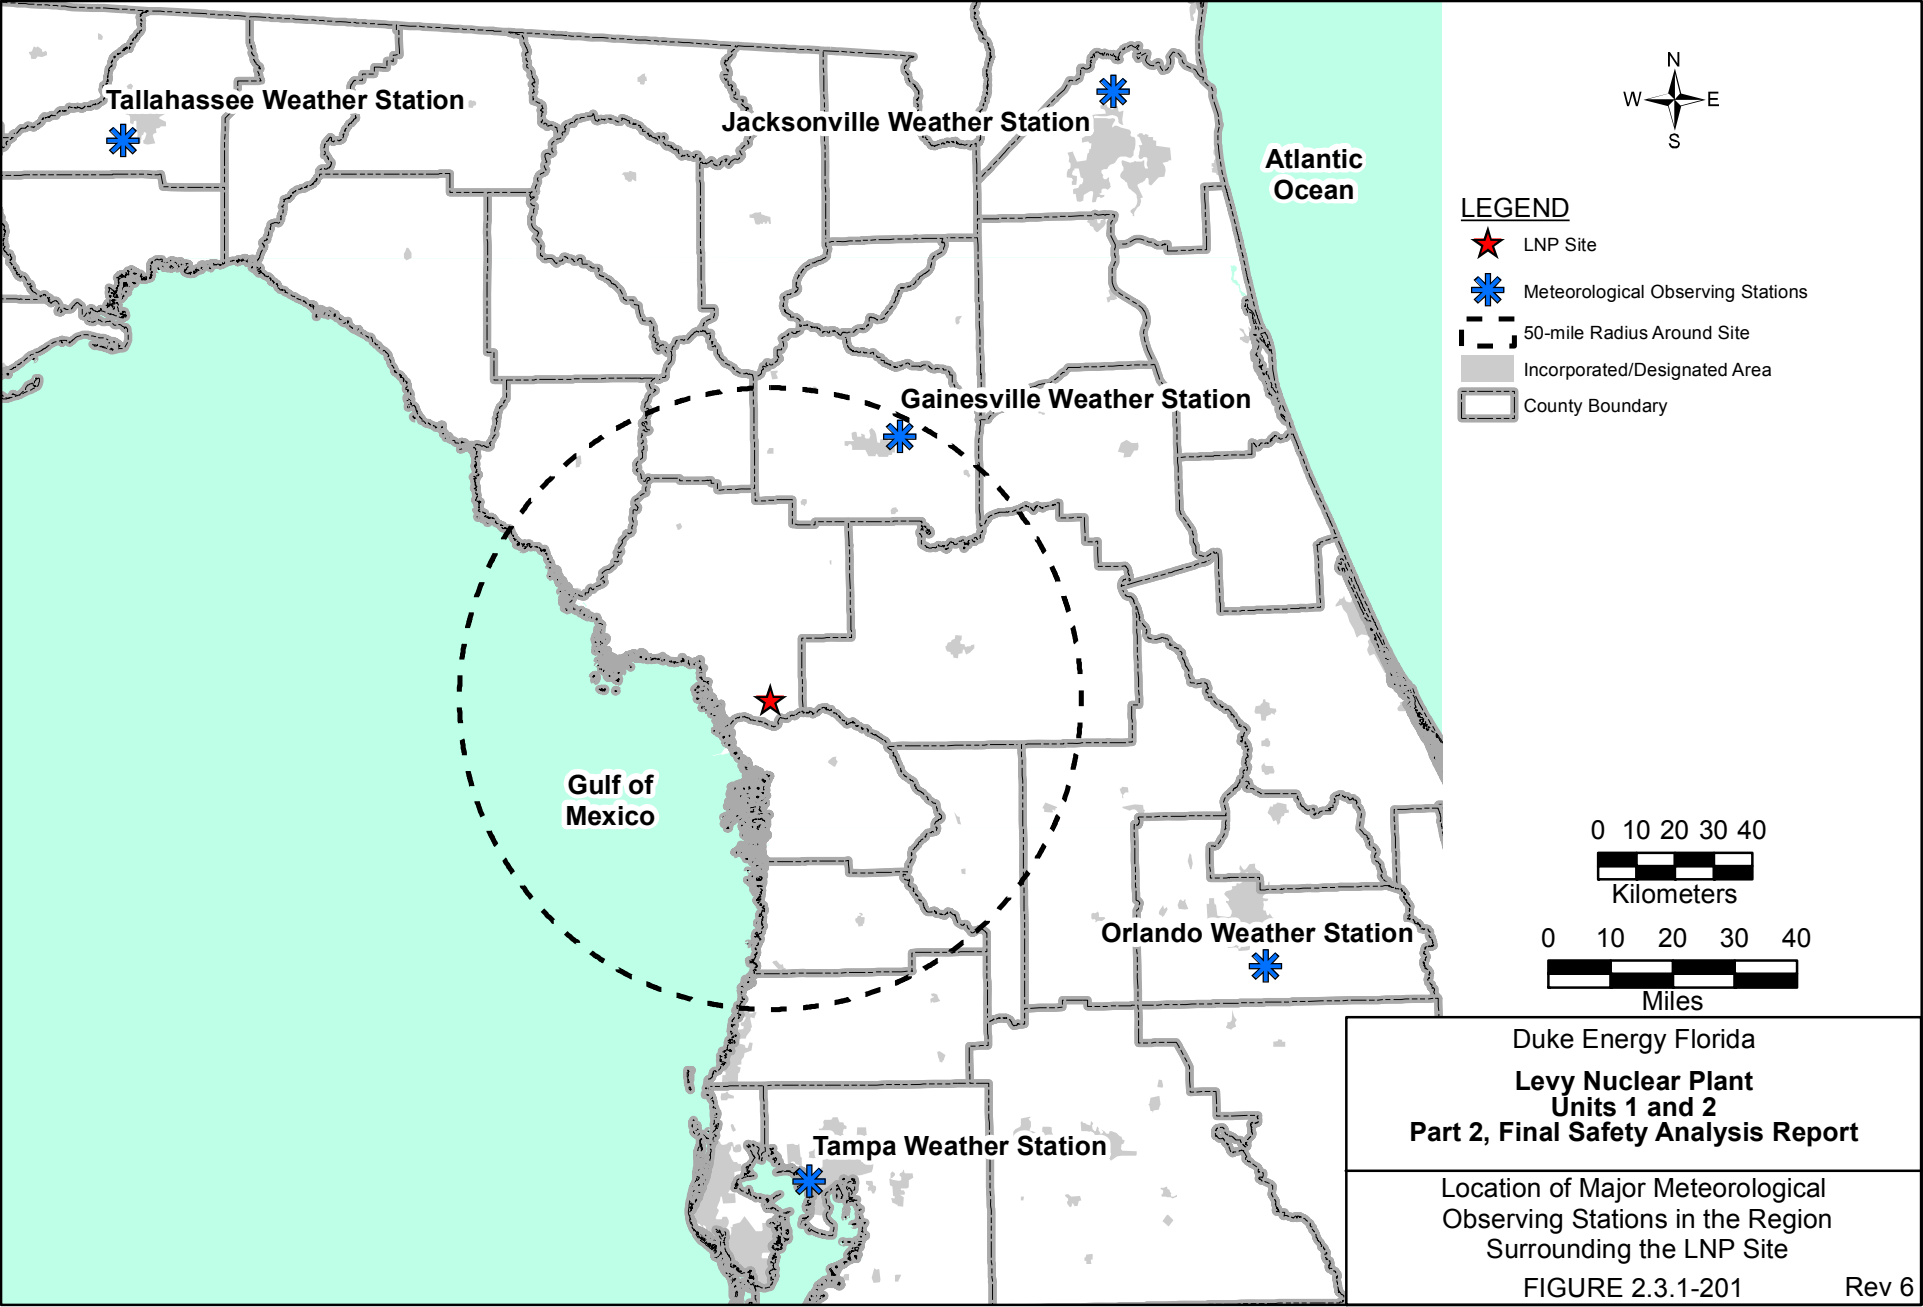 Tallahassee Weather Station
Jacksonville Weather Station
Atlantic
Ocean
Gainesville Weather Station
Gulf of
Mexico
Orlando Weather Station
Tampa Weather Station
N
W E
S
LEGEND
LNP Site
Meteorological Observing Stations
50-mile Radius Around Site
Incorporated/Designated Area
County Boundary
0 10 20 30 40
Kilometers
0 10 20 30 40
Miles
Duke Energy Florida
Levy Nuclear Plant
Units 1 and 2
Part 2, Final Safety Analysis Report
Location of Major Meteorological
Observing Stations in the Region
Surrounding the LNP Site
FIGURE 2.3.1-201 Rev 6